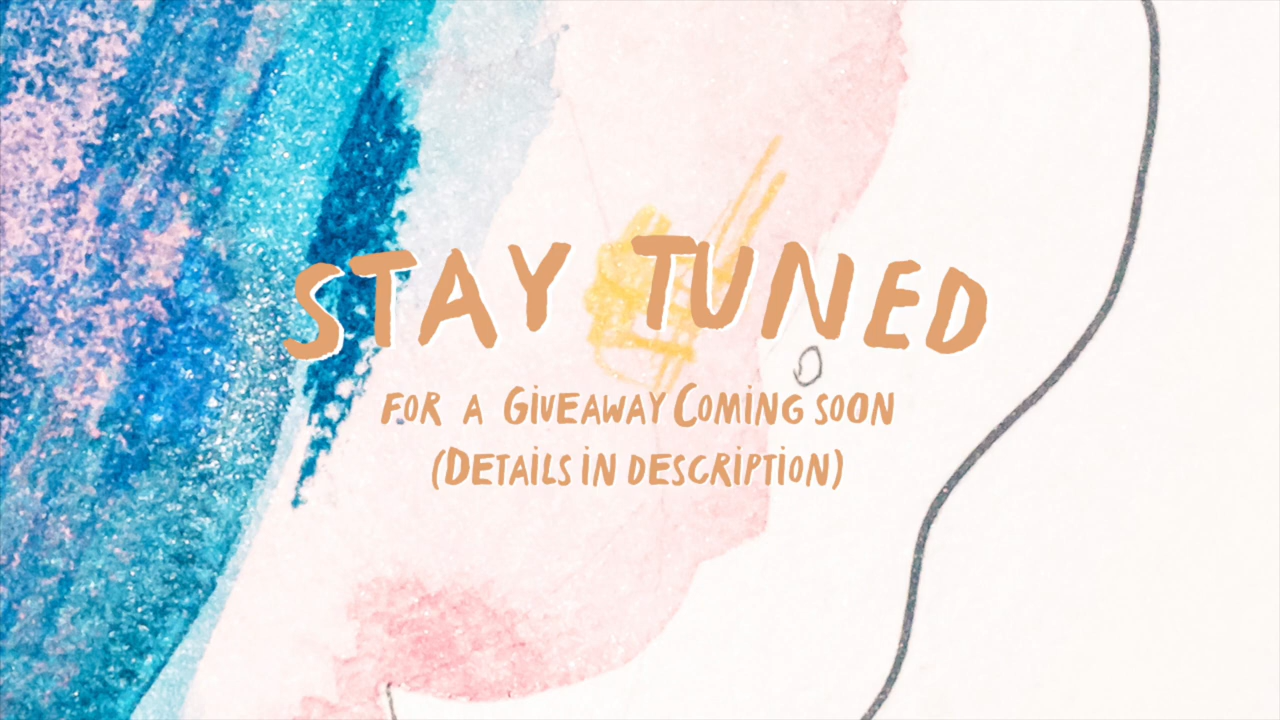 STAY TUNED
FOR A GiVEAWAY COMiNG SOON
(DETAiLS iN DESCRiPTiON)